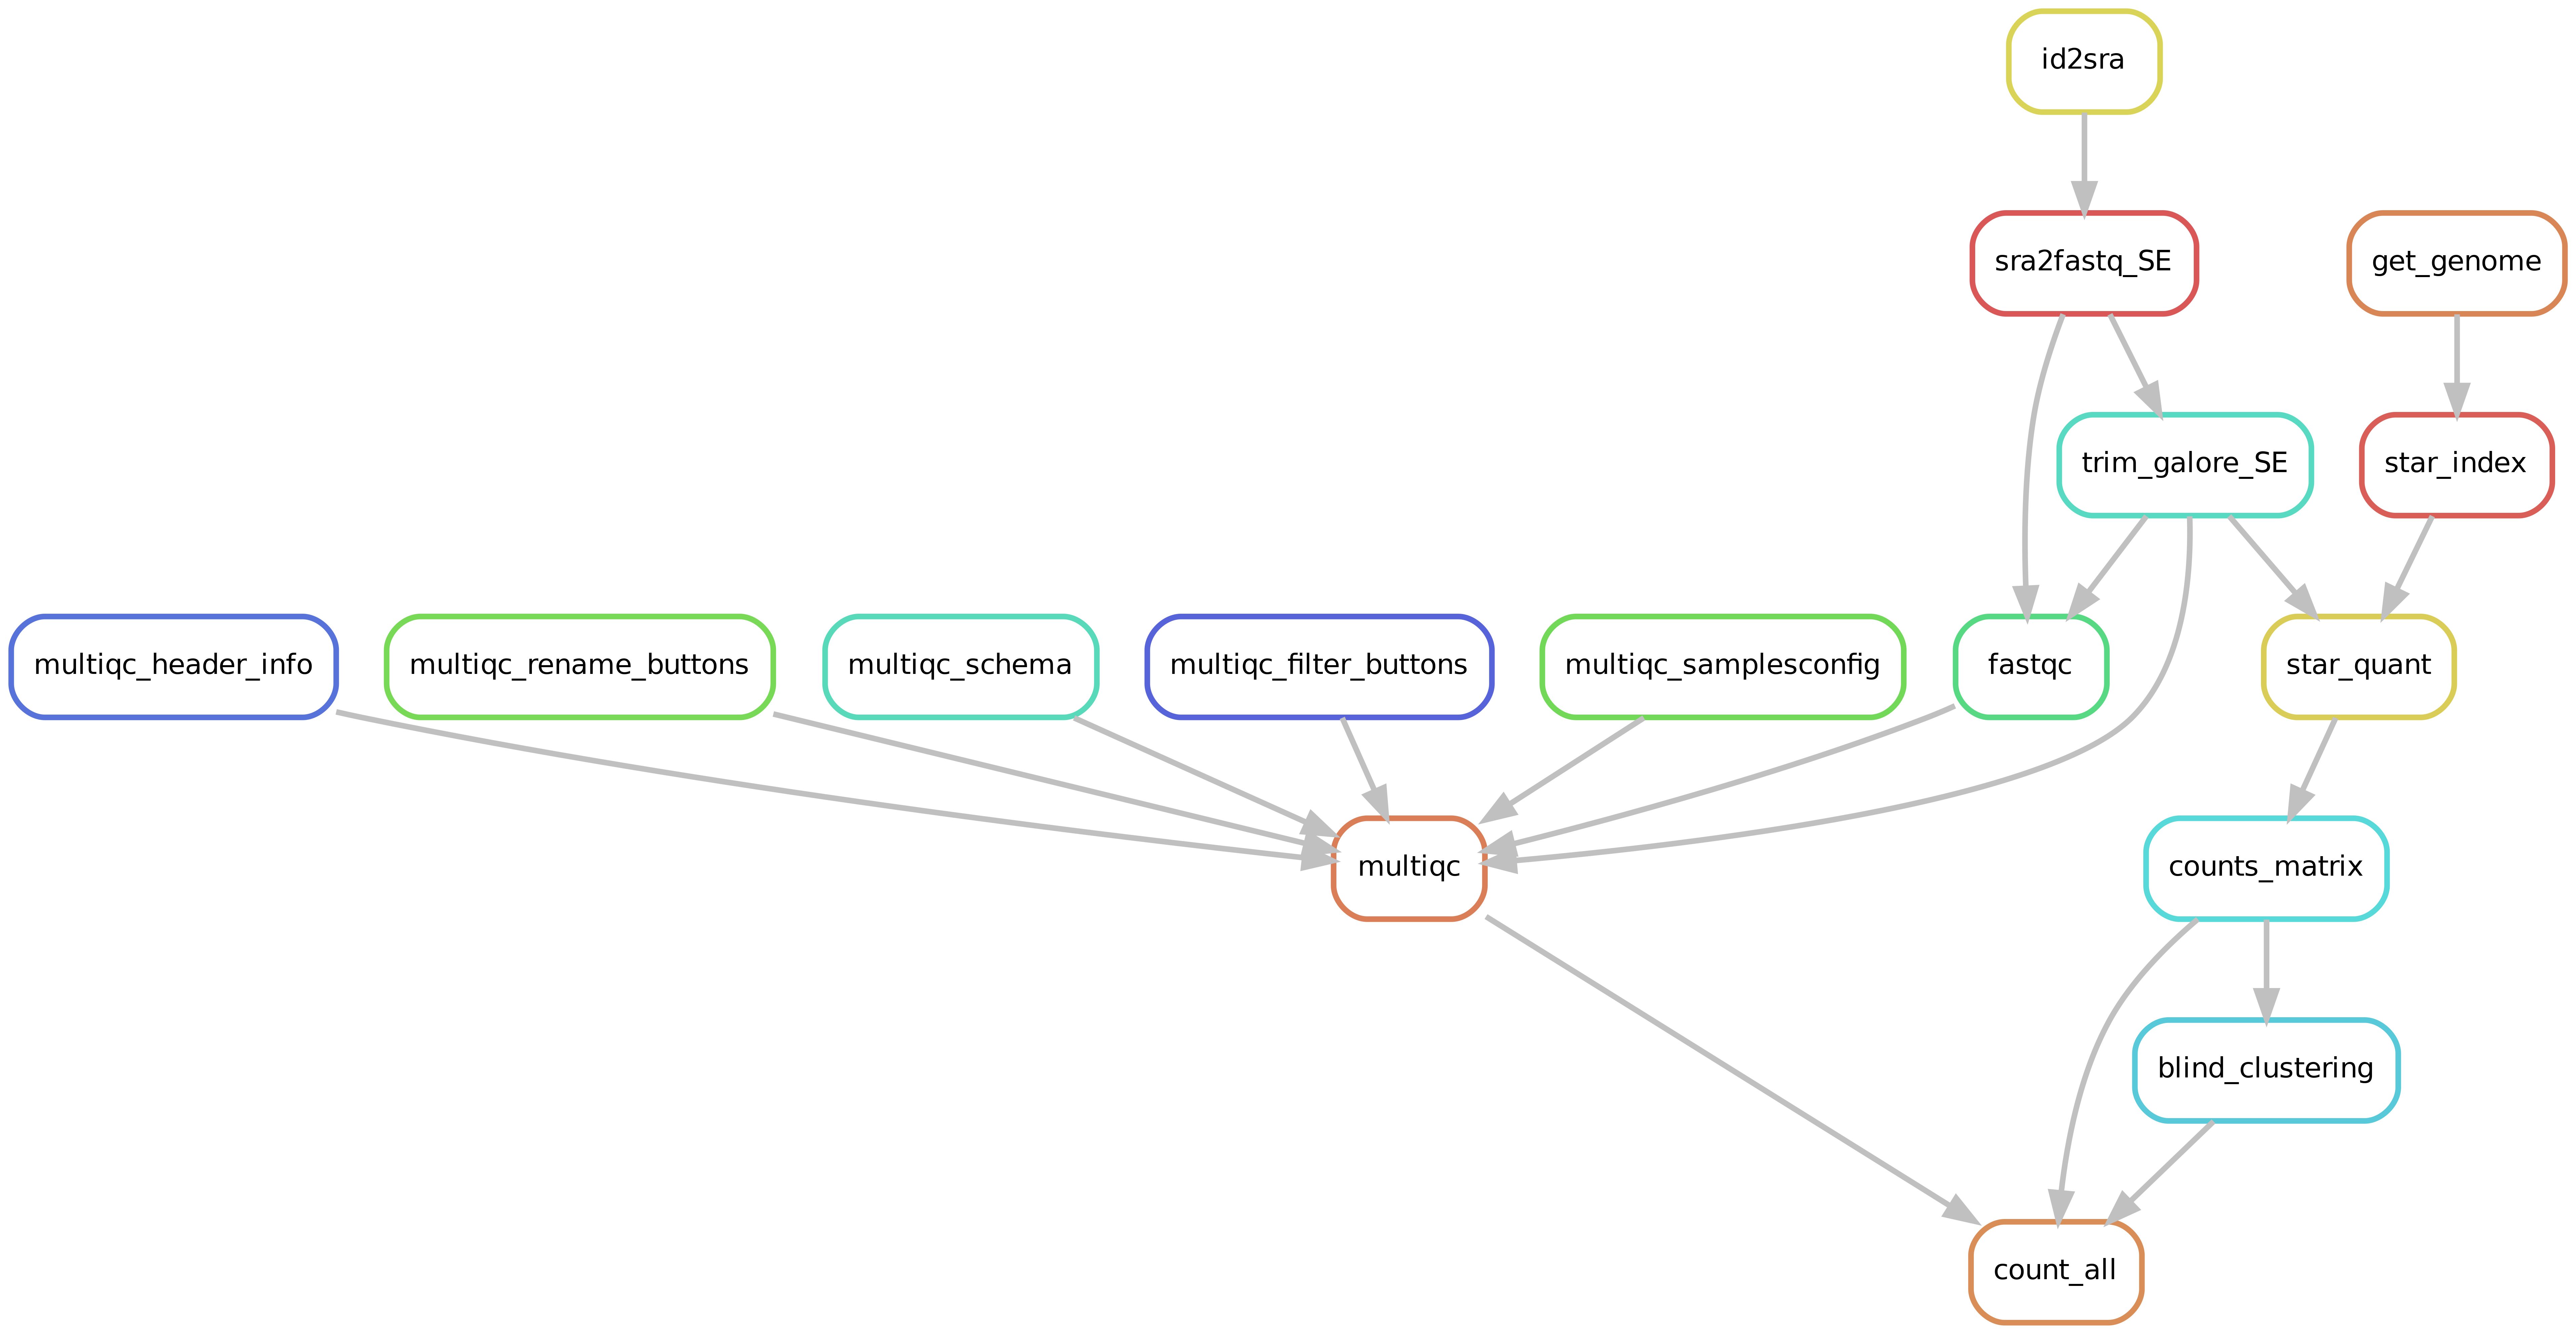 id2sra
sra2fastq_SE
get_genome
trim_galore_SE
star_index
multiqc_header_info
multiqc_rename_buttons
multiqc_schema
multiqc_filter_buttons
multiqc_samplesconfig
fastqc
star_quant
multiqc
counts_matrix
blind_clustering
count_all